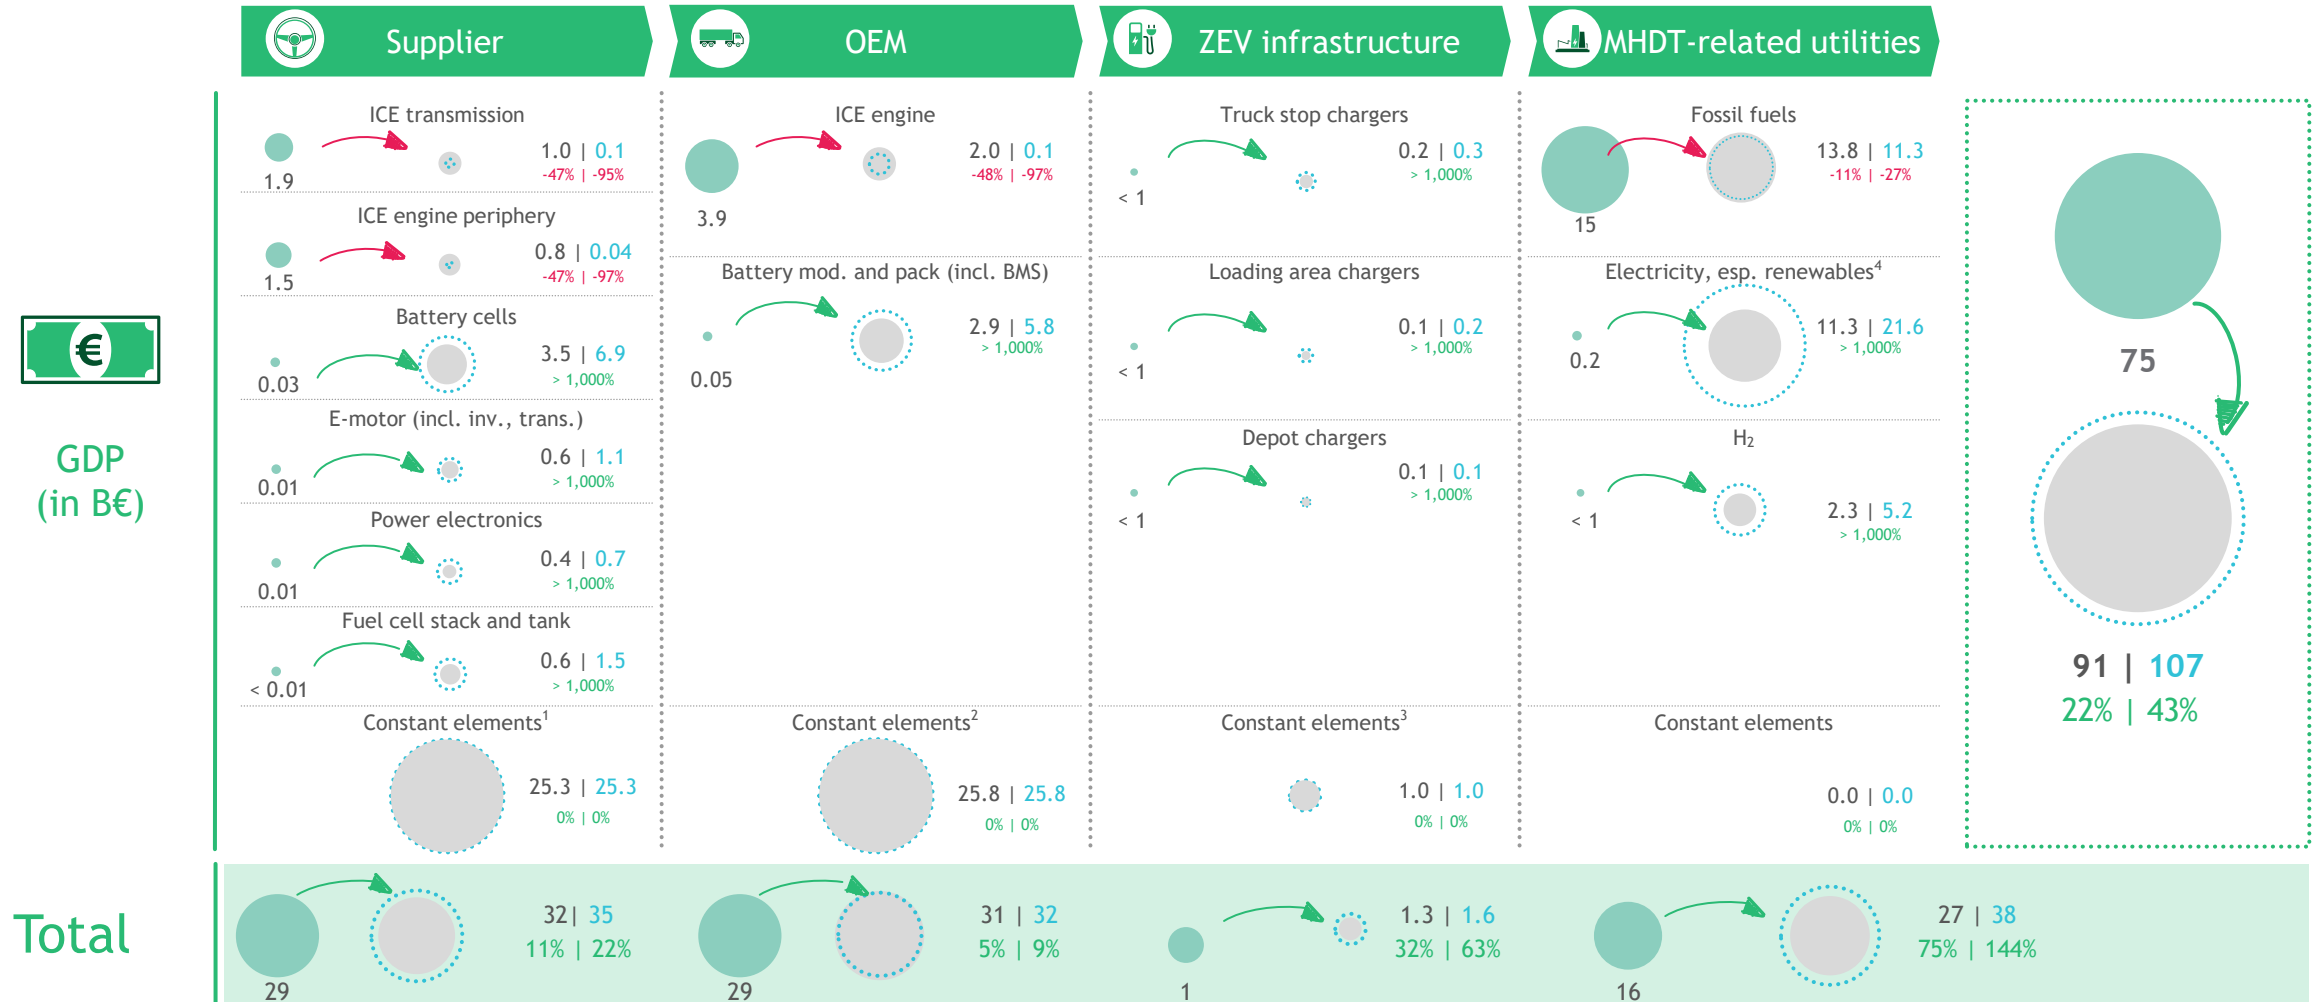 Supplier
OEM
ZEV infrastructure
MHDT-related utilities
€
GDP
(in B€)
ICE transmission
1.9
1.0 | 0.1
-47% | -95%
ICE engine periphery
1.5
0.8 | 0.04
-47% | -97%
Battery cells
0.03
3.5 | 6.9
> 1,000%
E-motor (incl. inv., trans.)
0.01
0.6 | 1.1
> 1,000%
Power electronics
0.01
0.4 | 0.7
> 1,000%
Fuel cell stack and tank
< 0.01
0.6 | 1.5
> 1,000%
Constant elements1
25.3 | 25.3
0% | 0%
ICE engine
3.9
2.0 | 0.1
-48% | -97%
Battery mod. and pack (incl. BMS)
0.05
2.9 | 5.8
> 1,000%
Constant elements2
25.8 | 25.8
0% | 0%
Truck stop chargers
< 1
0.2 | 0.3
> 1,000%
Loading area chargers
< 1
0.1 | 0.2
> 1,000%
Depot chargers
< 1
0.1 | 0.1
> 1,000%
Constant elements3
1.0 | 1.0
0% | 0%
Fossil fuels
15
13.8 | 11.3
-11% | -27%
Electricity, esp. renewables4
0.2
11.3 | 21.6
> 1,000%
H2
< 1
2.3 | 5.2
> 1,000%
Constant elements
0.0 | 0.0
0% | 0%
75
91 | 107
22% | 43%
Total
29
32| 35
11% | 22%
29
31 | 32
5% | 9%
1
1.3 | 1.6
32% | 63%
16
27 | 38
75% | 144%